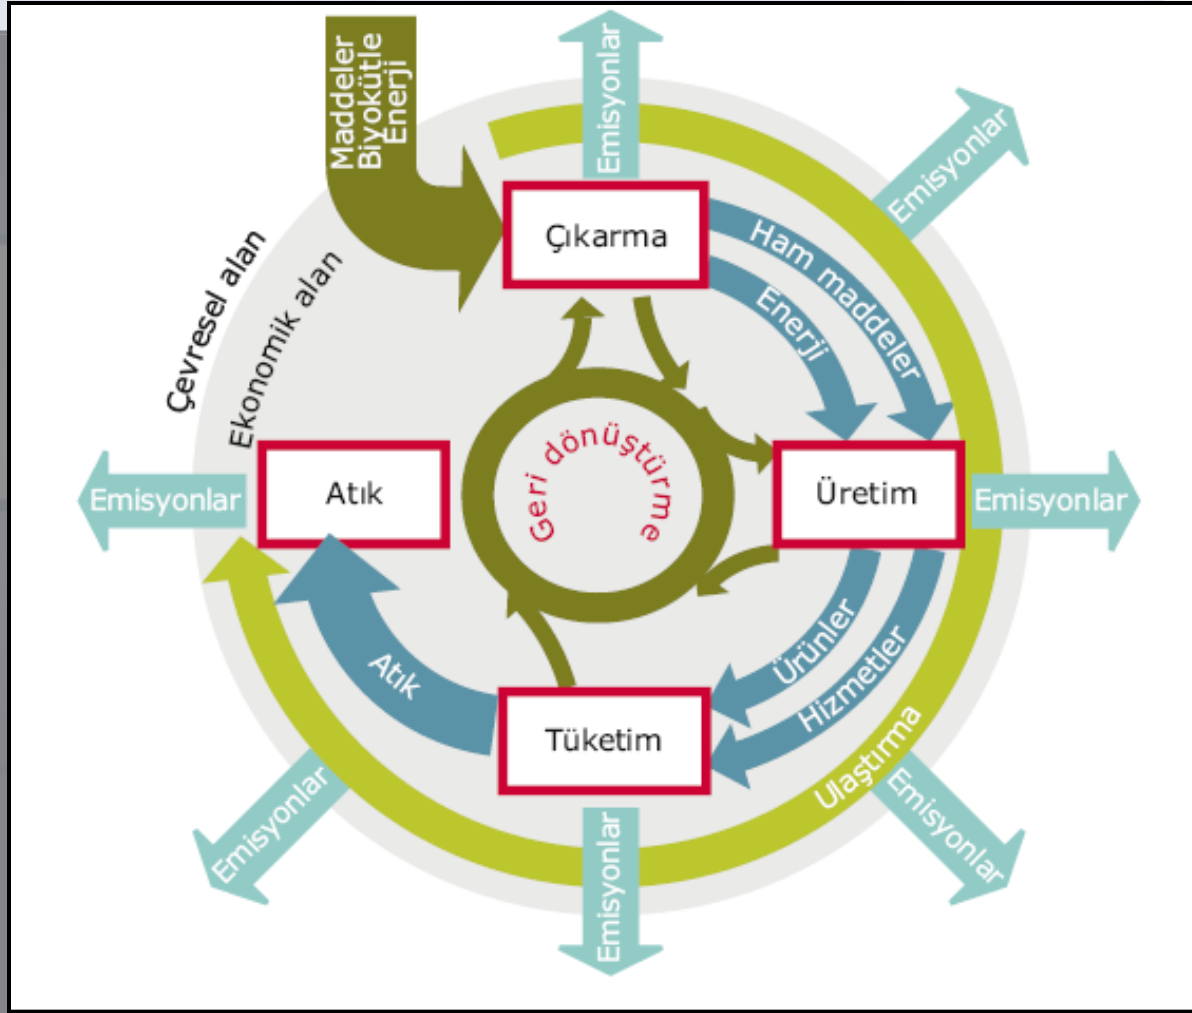 Maddeler
Biyokütle
Enerji
Emisyonlar
Emisyonlar
Çıkarma
Ham maddeler
Enerji
Çevresel alan
Ekonomik alan
Geri dönüştürme
Emisyonlar
Atık
Üretim
Emisyonlar
Ürünler
Hizmetler
Atık
Tüketim
Ulaştırma
Emisyonlar
Emisyonlar
Emisyonlar